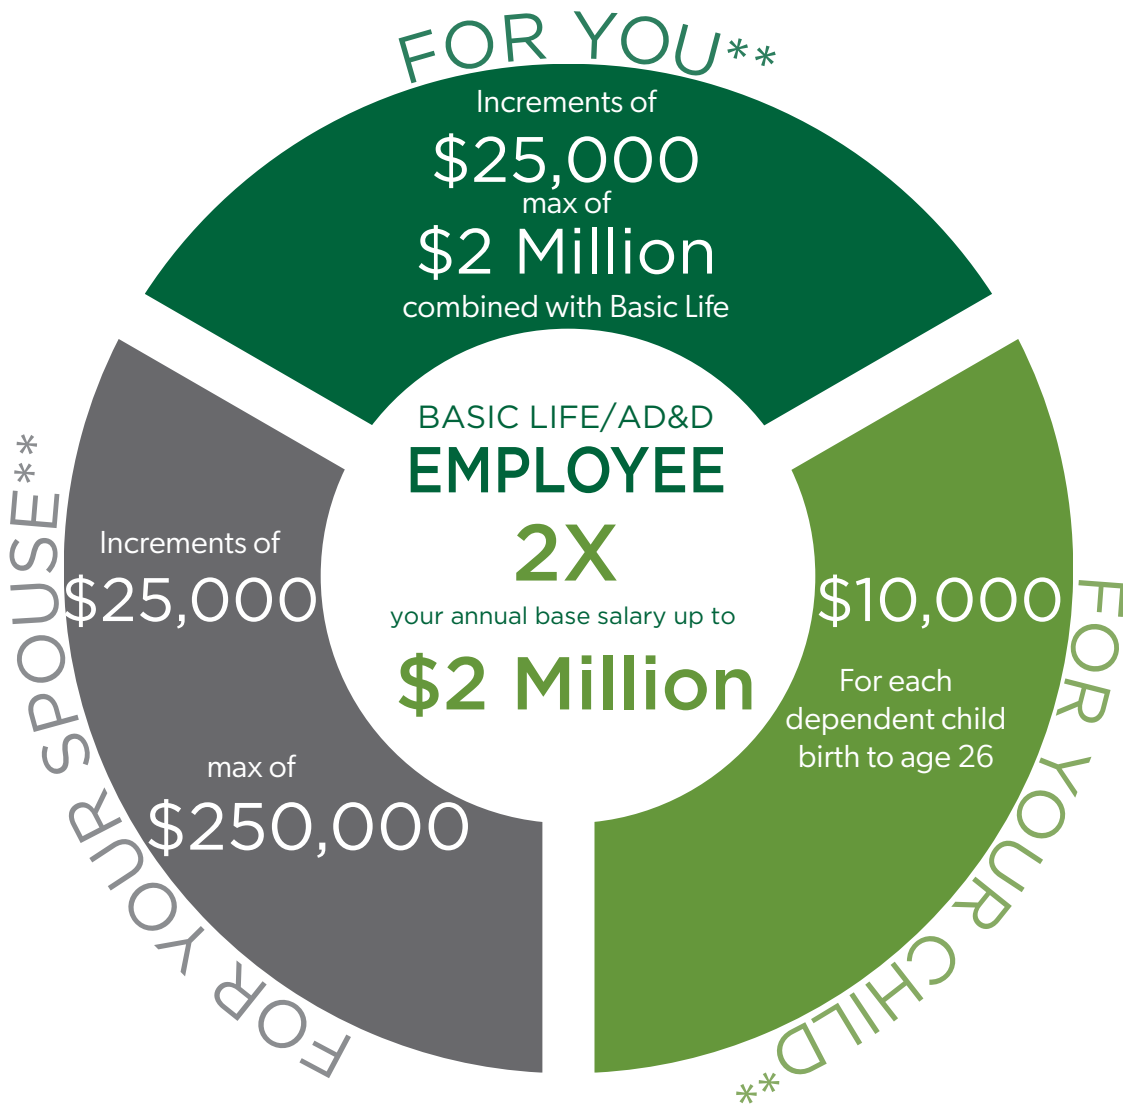 FOR YOU**
Increments of
$25,000
max of
$2 Million
combined with Basic Life
BASIC LIFE/AD&D
EMPLOYEE
2X
your annual base salary up to
$2 Million
FOR YOUR SPOUSE**
Increments of
$25,000
max of
$250,000
FOR YOUR CHILD**
$10,000
For each
dependent child
birth to age 26